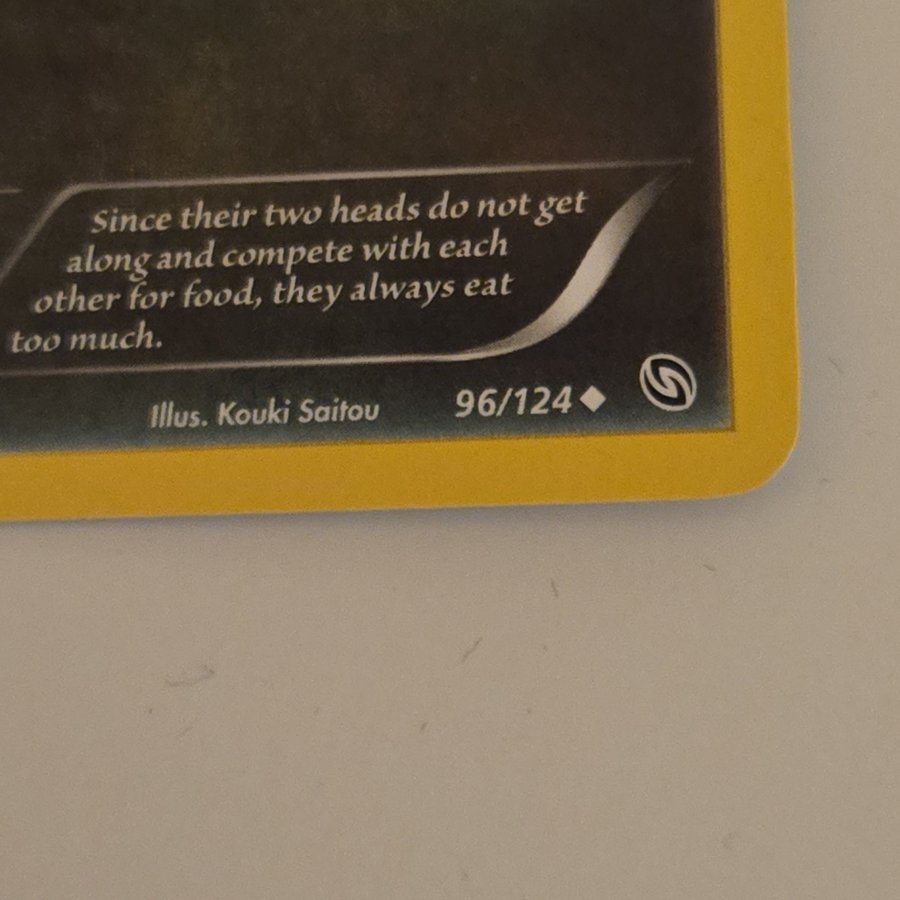 Since their two heads do not get
along and compete with each
other for food, they always eat
too much.
Illus. Kouki Saitou 96/124